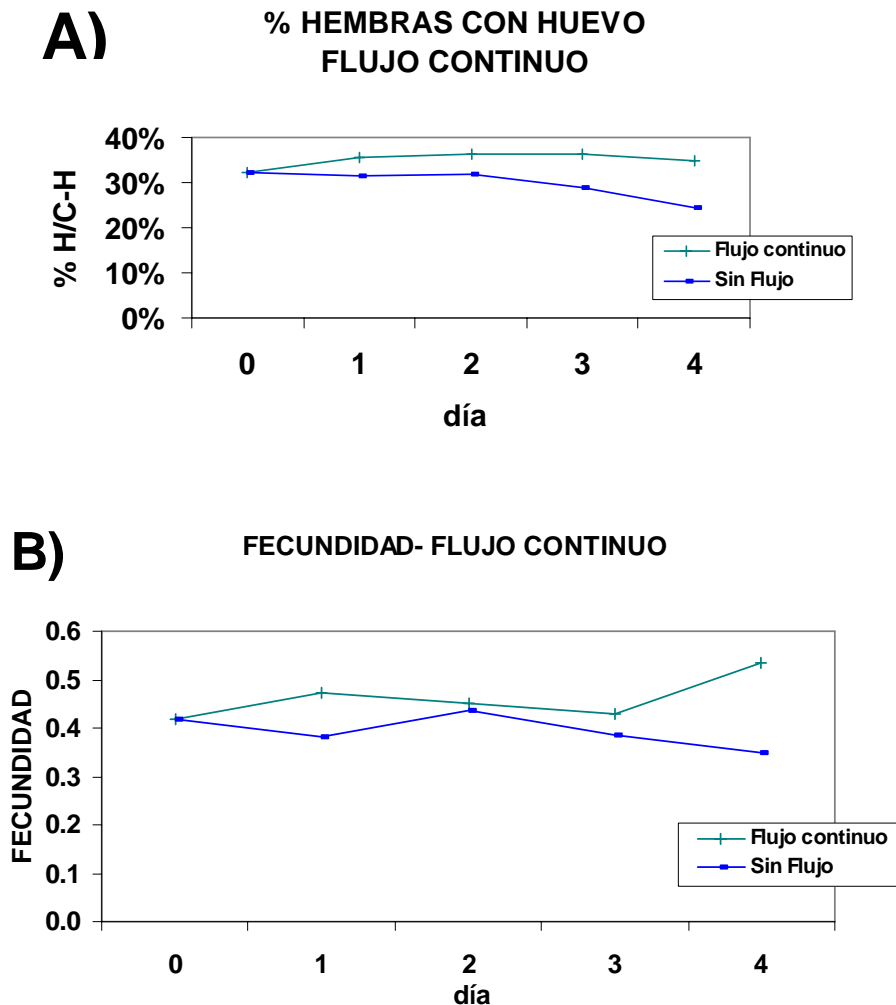 A)
% HEMBRAS CON HUEVO
FLUJO CONTINUO
40%
30%
20%
10%
0%
% H/C-H
Flujo continuo
Sin Flujo
0 1 2 3 4
día
B)
FECUNDIDAD- FLUJO CONTINUO
0.6
0.5
0.4
0.3
0.2
0.1
0.0
FECUNDIDAD
Flujo continuo
Sin Flujo
0 1 2 3 4
día